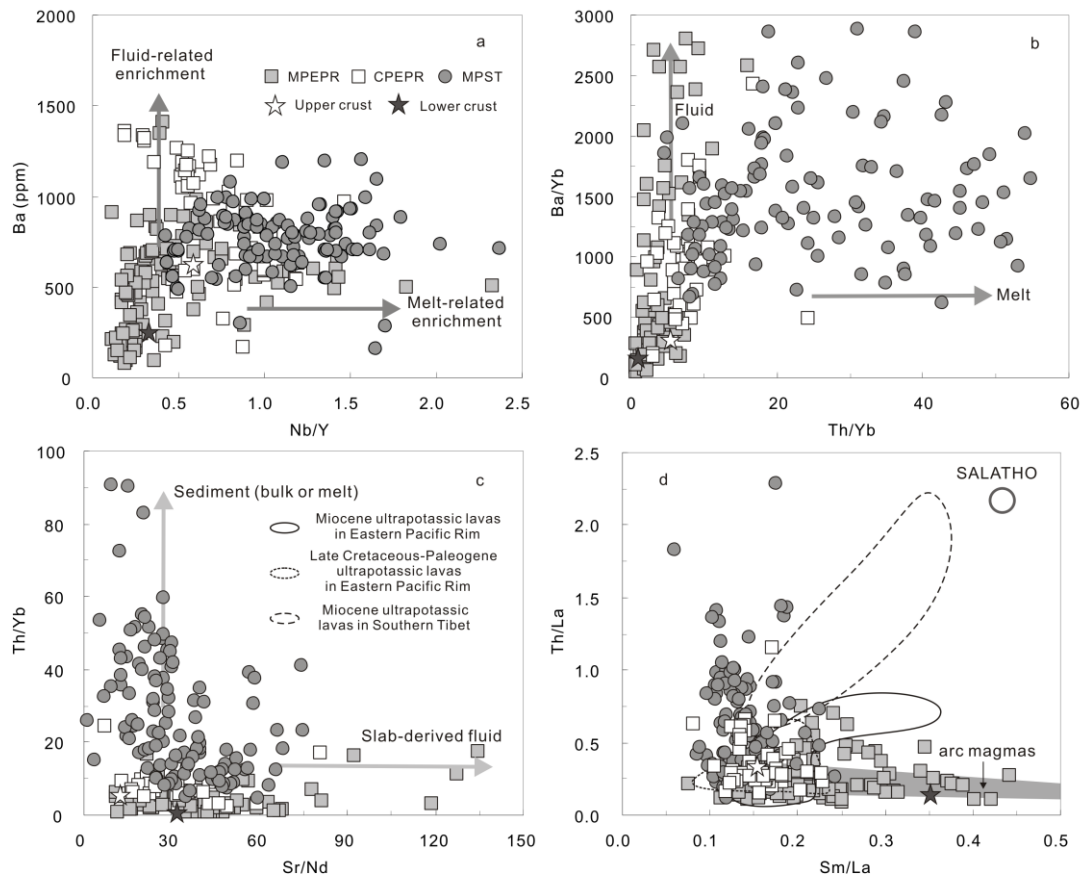 a
Fluid-related
enrichment
MPEPR CPEPR MPST
Upper crust Lower crust
Melt-related
enrichment
Ba (ppm)
2000
1500
1000
500
0
0.0 0.5 1.0 1.5 2.0 2.5
Nb/Y
b
Fluid
Melt
Ba/Yb
3000
2500
2000
1500
1000
500
0
0 20 40 60
Th/Yb
c
Sediment (bulk or melt)
Miocene ultrapotassic lavas
in Eastern Pacific Rim
Late Cretaceous-Paleogene
ultrapotassic lavas
in Eastern Pacific Rim
Miocene ultrapotassic
lavas in Southern Tibet
Slab-derived fluid
Th/Yb
100
80
60
40
20
0
0 30 60 90 120 150
Sr/Nd
d
SALATHO
arc magmas
Th/La
2.5
2.0
1.5
1.0
0.5
0.0
0.0 0.1 0.2 0.3 0.4 0.5
Sm/La